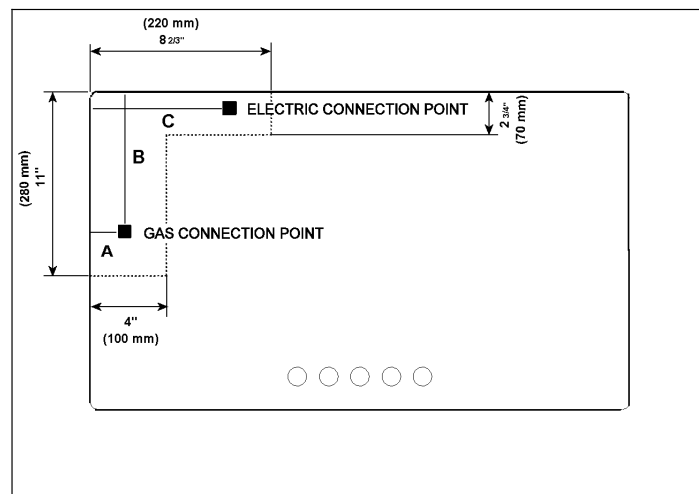 (220 mm)
8 2/3"
ELECTRIC CONNECTION POINT
C
2 3/4"
(70 mm)
B
(280 mm)
11"
GAS CONNECTION POINT
A
4"
(100 mm)